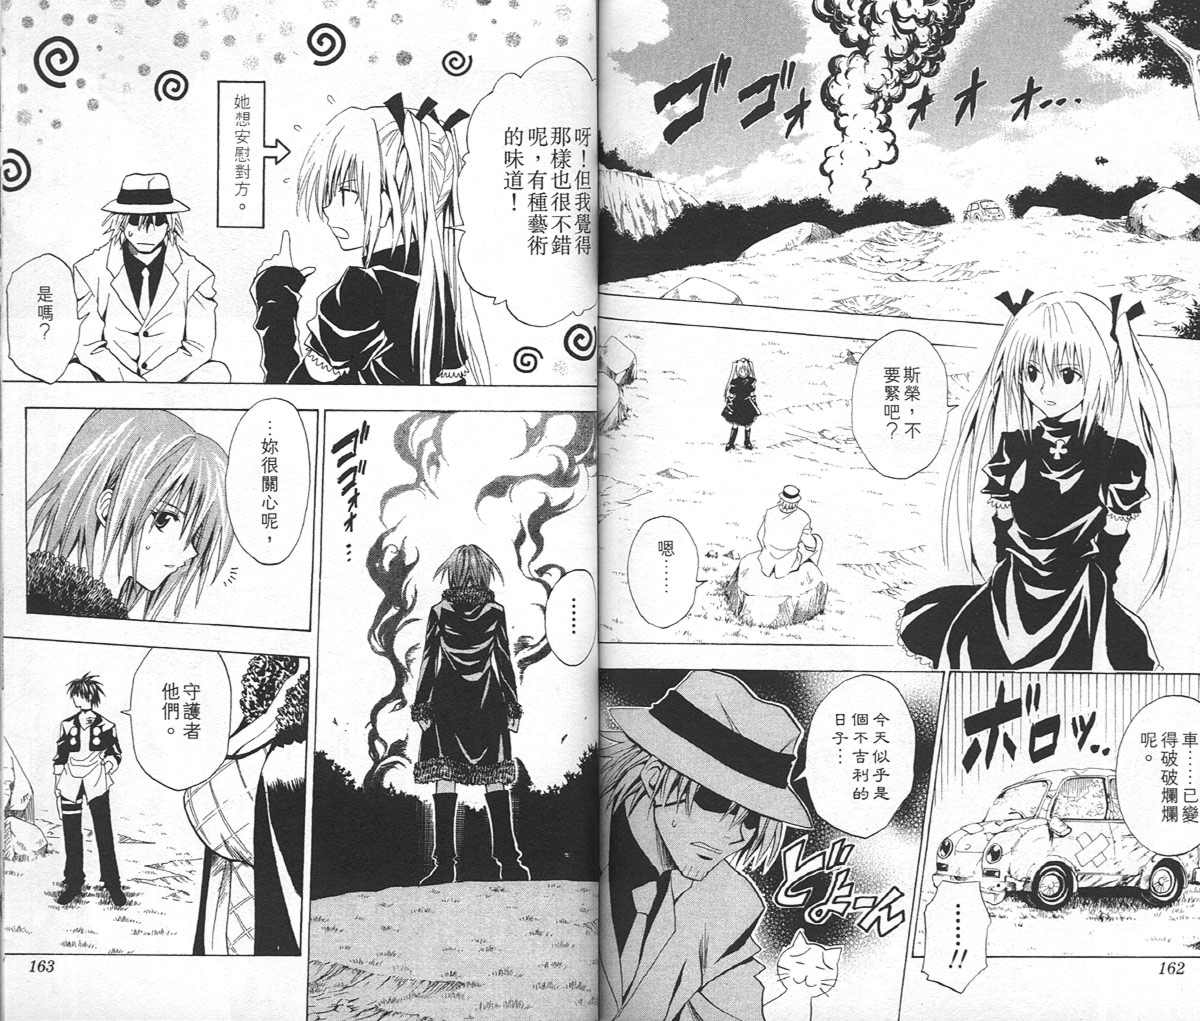 ゴゴォォォォー…
斯榮，不
要緊吧？
嗯……
車……已變
得破破爛爛
呢。
ボロッ..
……!!
今天似乎是
個不吉利的
日子…
どよーん
162
呀！但我覺得
那樣也很不錯
呢，有種藝術
的味道！
她想安慰對方。
是嗎？
ゴゴォォ…
……
…妳很關心呢，
守護者
他們。
163